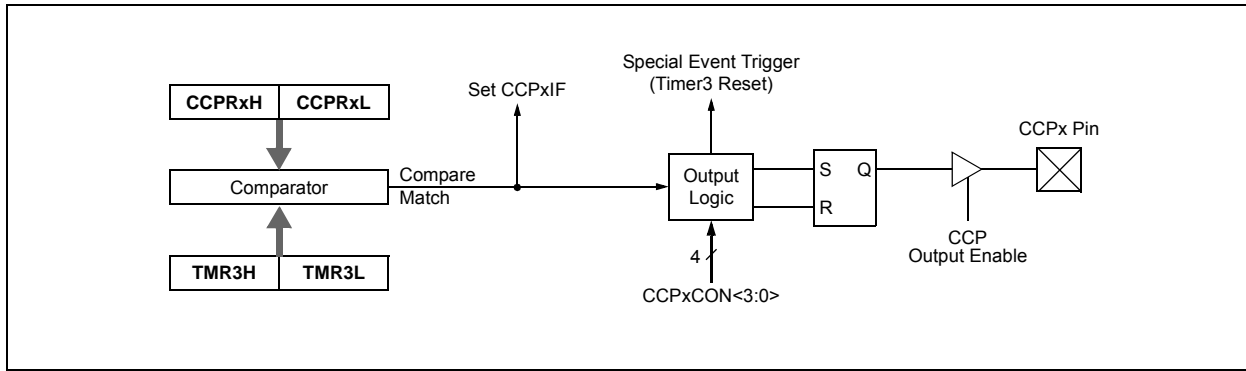 Special Event Trigger
(Timer3 Reset)
Set CCPxIF
CCPRxH CCPRxL
CCPx Pin
Comparator
Compare
Match
Output
Logic
S Q
R
TMR3H TMR3L
4
CCP
Output Enable
CCPxCON<3:0>